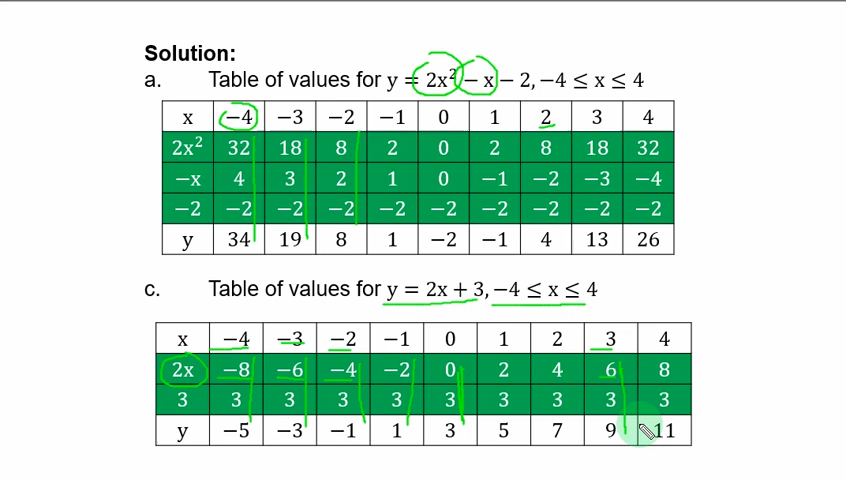 Solution:
a. Table of values for y = 2x² − x − 2, −4 ≤ x ≤ 4
x −4 −3 −2 −1 0 1 2 3 4
2x² 32 18 8 2 0 2 8 18 32
−x 4 3 2 1 0 −1 −2 −3 −4
−2 −2 −2 −2 −2 −2 −2 −2 −2 −2
y 34 19 8 1 −2 −1 4 13 26
c. Table of values for y = 2x + 3, −4 ≤ x ≤ 4
x −4 −3 −2 −1 0 1 2 3 4
2x −8 −6 −4 −2 0 2 4 6 8
3 3 3 3 3 3 3 3 3 3
y −5 −3 −1 1 3 5 7 9 11